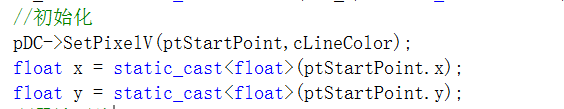 //初始化
pDC->SetPixelV(ptStartPoint,cLineColor);
float x = static_cast<float>(ptStartPoint.x);
float y = static_cast<float>(ptStartPoint.y);